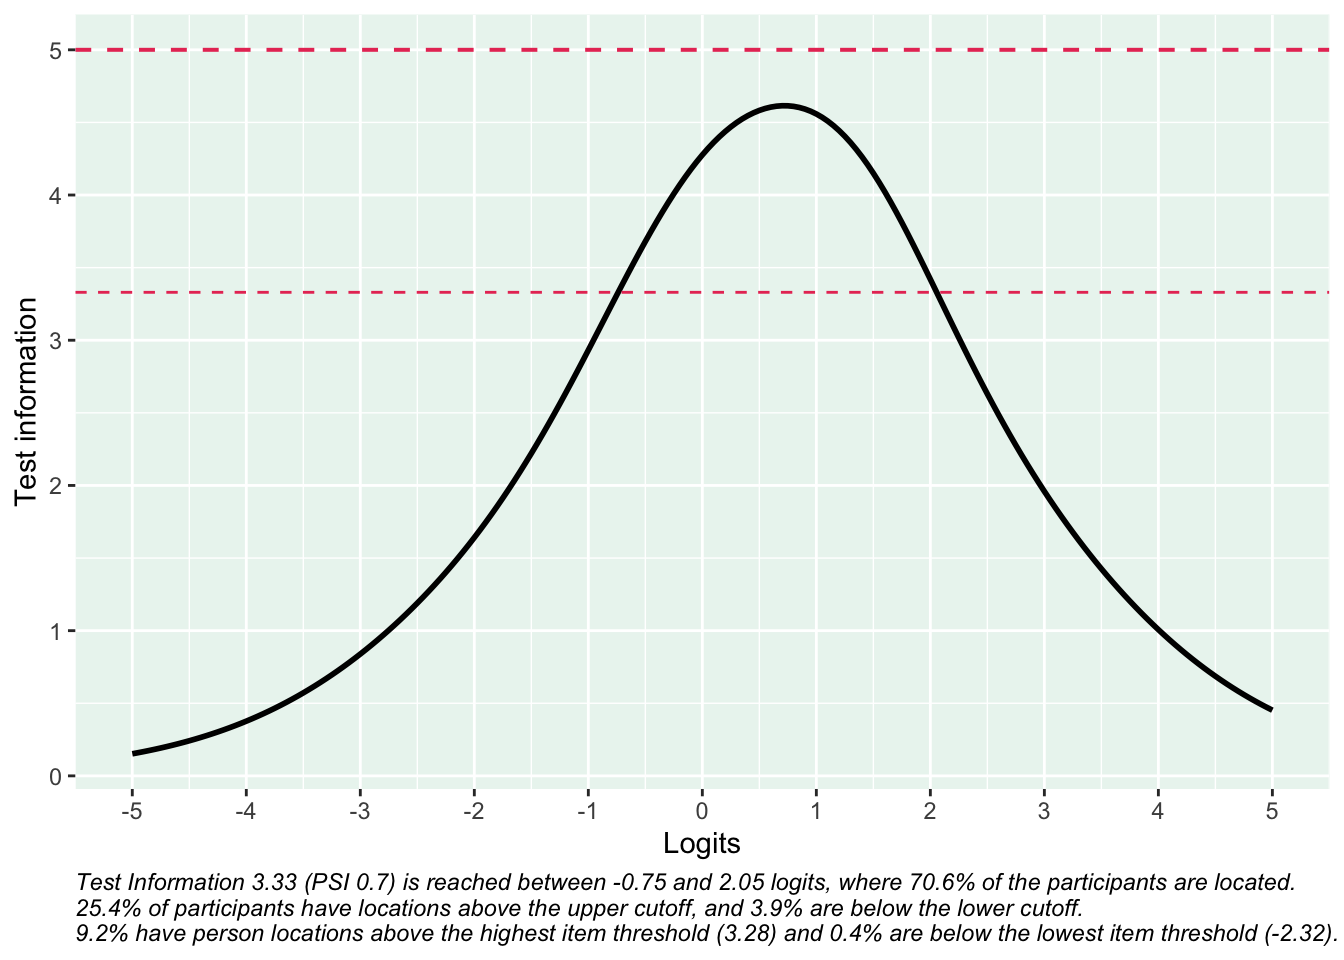 5
4
3
2
1
0
Test information
-5 -4 -3 -2 -1 0 1 2 3 4 5
Logits
Test Information 3.33 (PSI 0.7) is reached between -0.75 and 2.05 logits, where 70.6% of the participants are located.
25.4% of participants have locations above the upper cutoff, and 3.9% are below the lower cutoff.
9.2% have person locations above the highest item threshold (3.28) and 0.4% are below the lowest item threshold (-2.32).